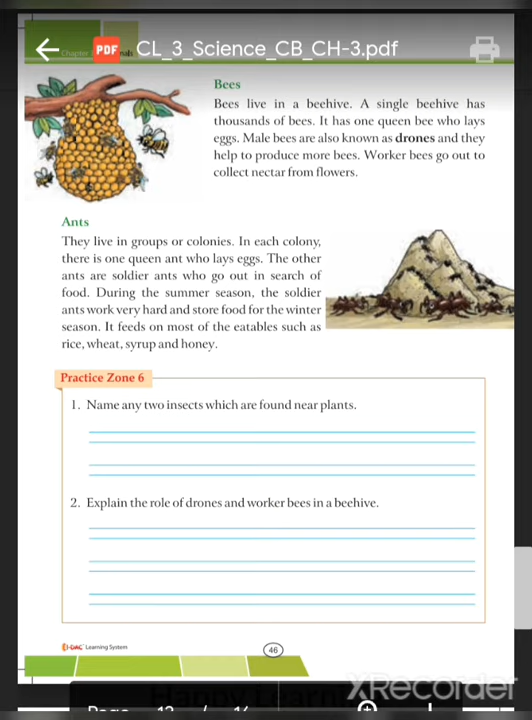 Chapter
PDF
nals
CL_3_Science_CB_CH-3.pdf
Bees
Bees live in a beehive. A single beehive has
thousands of bees. It has one queen bee who lays
eggs. Male bees are also known as drones and they
help to produce more bees. Worker bees go out to
collect nectar from flowers.
Ants
They live in groups or colonies. In each colony,
there is one queen ant who lays eggs. The other
ants are soldier ants who go out in search of
food. During the summer season, the soldier
ants work very hard and store food for the winter
season. It feeds on most of the eatables such as
rice, wheat, syrup and honey.
Practice Zone 6
1. Name any two insects which are found near plants.
2. Explain the role of drones and worker bees in a beehive.
Learning System
46
XRecorder
Page 12 / 14